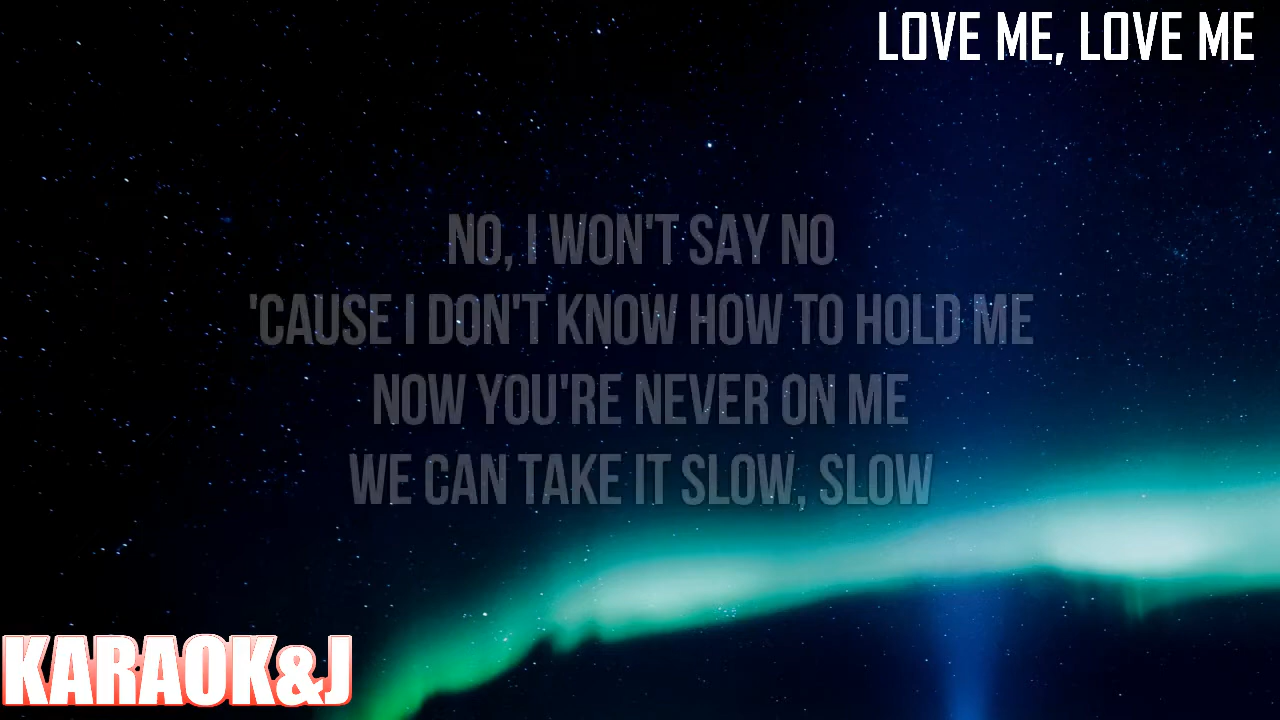 LOVE ME, LOVE ME
NO, I WON'T SAY NO
'CAUSE I DON'T KNOW HOW TO HOLD ME
NOW YOU'RE NEVER ON ME
WE CAN TAKE IT SLOW, SLOW
KARAOK&J